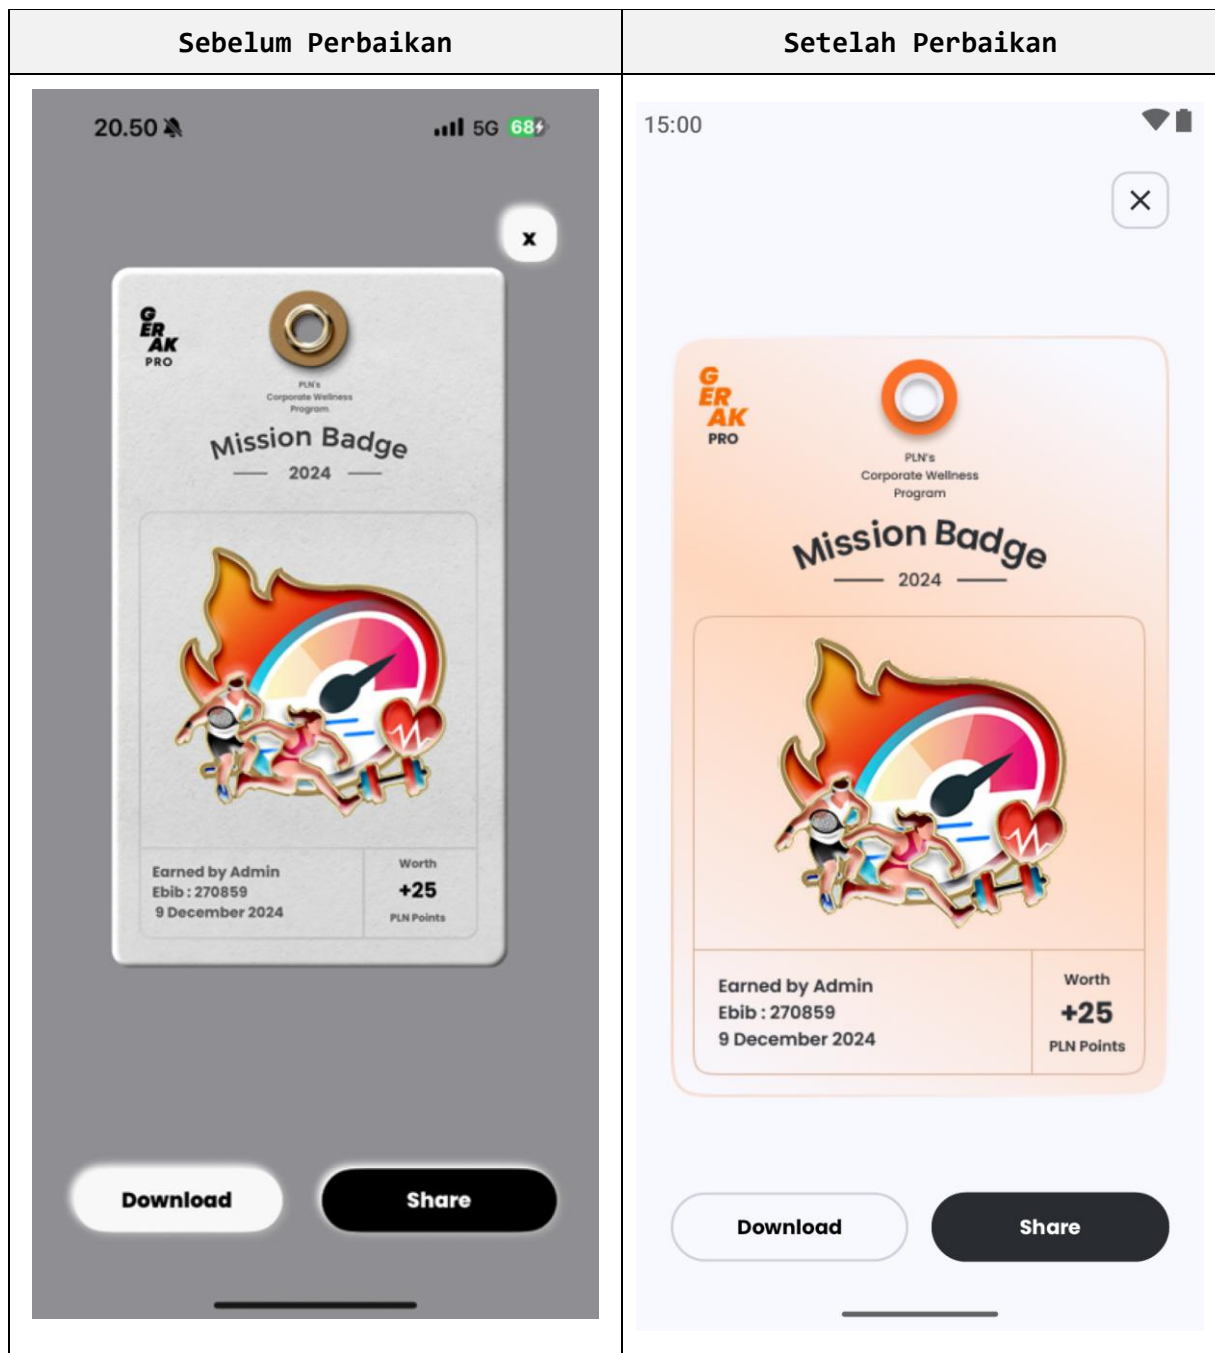 Sebelum Perbaikan
Setelah Perbaikan
20.50
5G 68
x
G
ER
AK
PRO
PLN's
Corporate Wellness
Program
Mission Badge
2024
Earned by Admin
Ebib : 270859
9 December 2024
Worth
+25
PLN Points
Download
Share
15:00
G
ER
AK
PRO
PLN's
Corporate Wellness
Program
Mission Badge
2024
Earned by Admin
Ebib : 270859
9 December 2024
Worth
+25
PLN Points
Download
Share